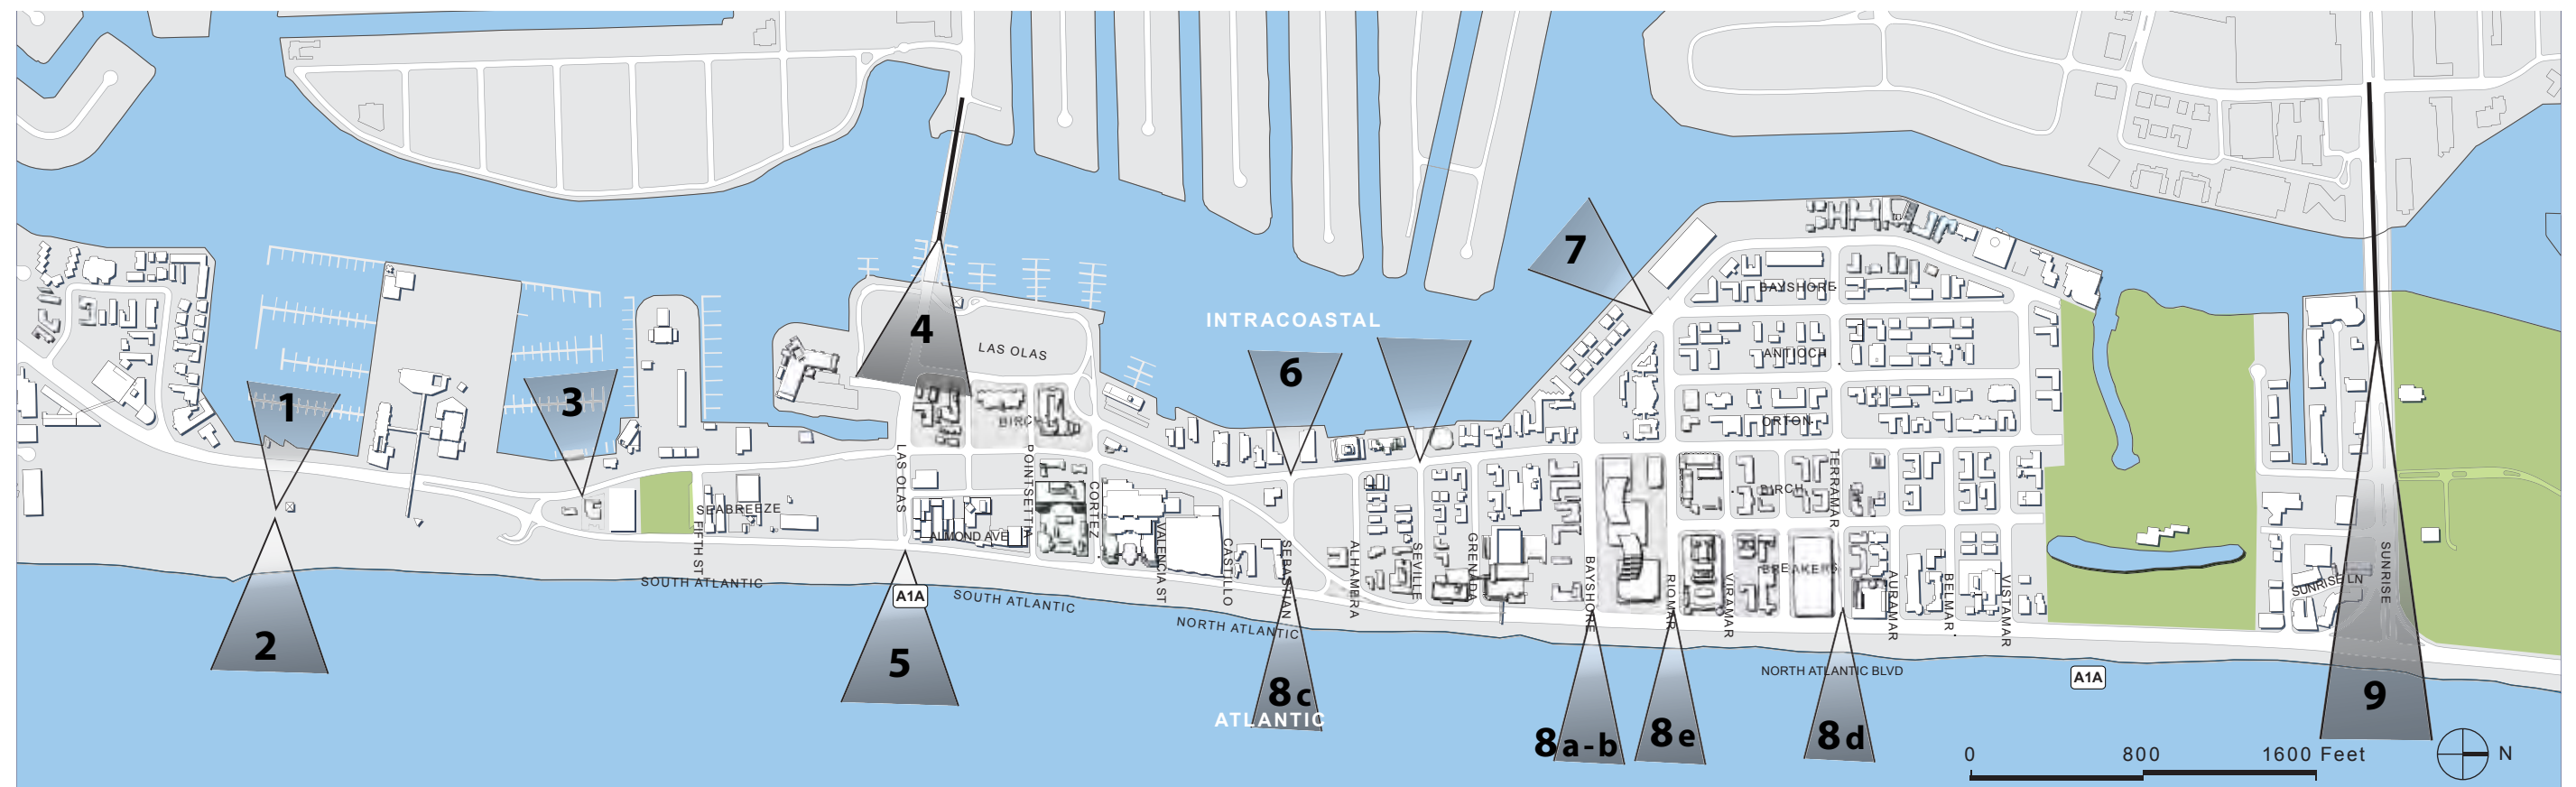 INTRACOASTAL
1
3
4
LAS OLAS
BIRCH
6
7
BAYSHORE
ANTIOCH
ORTON
LAS OLAS
POINSETTIA
CORTEZ
SEABREEZE
FIFTH ST
ALMOND AVE
VALENCIA ST
CASTILLO
SEBASTIAN
ALHAMERA
SEVILLE
GRENADA
BAYSHORE
RIOMAR
VIRAMAR
BIRCH
TERRAMAR
BREAKERS
AURAMAR
BELMAR
VISTAMAR
SUNRISE LN
SUNRISE
SOUTH ATLANTIC
A1A
SOUTH ATLANTIC
NORTH ATLANTIC
NORTH ATLANTIC BLVD
A1A
2
5
8c
ATLANTIC
8a-b
8e
8d
9
0 800 1600 Feet
N